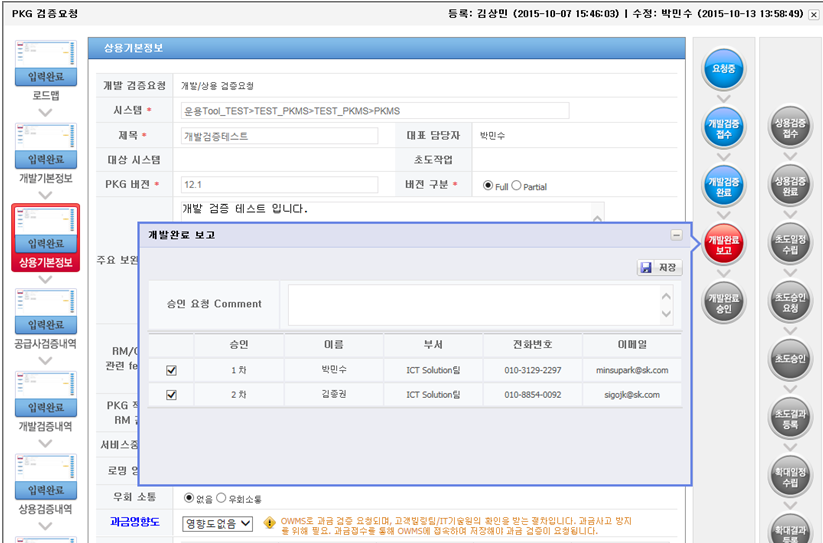 PKG 검증요청
등록: 김상민 (2015-10-07 15:46:03) | 수정: 박민수 (2015-10-13 13:58:49)
입력완료
로드맵
입력완료
개발기본정보
입력완료
상용기본정보
입력완료
공급사검증내역
입력완료
개발검증내역
입력완료
상용검증내역
상용기본정보
개발 검증요청 개발/상용 검증요청
시스템 * 운용Tool_TEST>TEST_PKMS>TEST_PKMS>PKMS
제목 * 개발검증테스트 대표 담당자 박민수
대상 시스템 초도작업
PKG 버전 * 12.1 버전 구분 * Full Partial
개발 검증 테스트 입니다.
주요 보완
RM/
관련 fe
PKG 적
RM
서비스중
로밍 영
개발완료 보고
저장
승인 요청 Comment
승인 이름 부서 전화번호 이메일
1 차 박민수 ICT Solution팀 010-3129-2297 minsupark@sk.com
2 차 김증권 ICT Solution팀 010-8854-0092 sigojk@sk.com
우회 소통 없음 우회소통
과금영향도 영향도없음 OWMS로 과금 검증 요청되며, 고객일링팀/IT기술원의 확인을 받는 절차입니다. 과금사고 방지
를 위해 필요. 과금접수를 통해 OWMS에 접속하여 저장해야 과금 검증이 요청됩니다.
요청중
개발검증
접수
개발검증
완료
개발완료
보고
개발완료
승인
상용검증
접수
상용검증
완료
초도일정
수립
초도승인
요청
초도승인
초도결과
등록
확대일정
수립
확대결과
등록